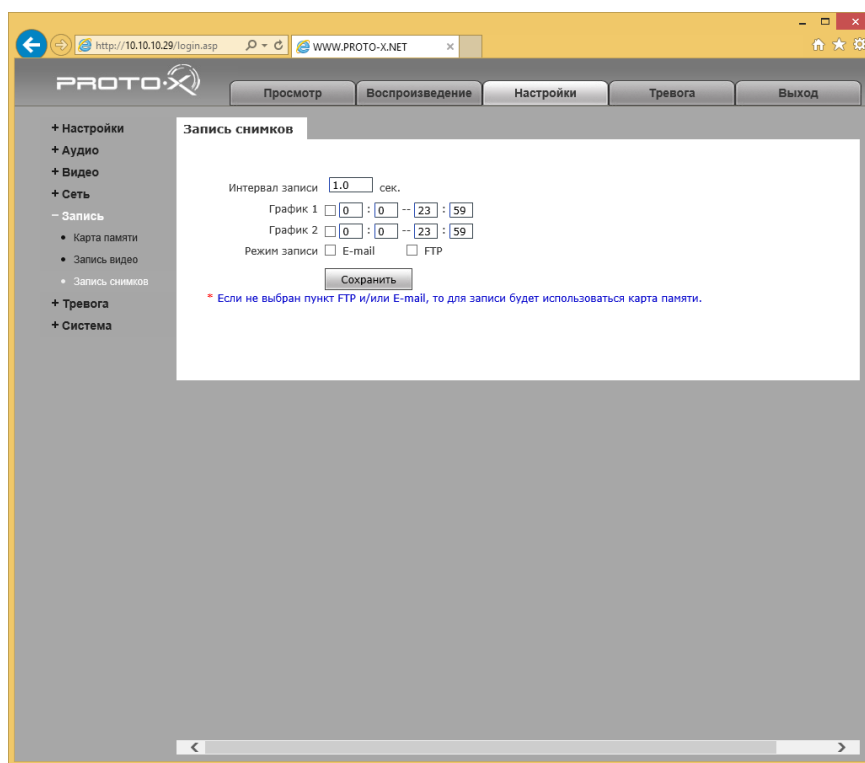 http://10.10.10.29/login.asp
WWW.PROTO-X.NET
PROTO-X
Просмотр
Воспроизведение
Настройки
Тревога
Выход
+ Настройки
+ Аудио
+ Видео
+ Сеть
− Запись
• Карта памяти
• Запись видео
• Запись снимков
+ Тревога
+ Система
Запись снимков
Интервал записи 1.0 сек.
График 1 0 : 0 -- 23 : 59
График 2 0 : 0 -- 23 : 59
Режим записи E-mail FTP
Сохранить
* Если не выбран пункт FTP и/или E-mail, то для записи будет использоваться карта памяти.